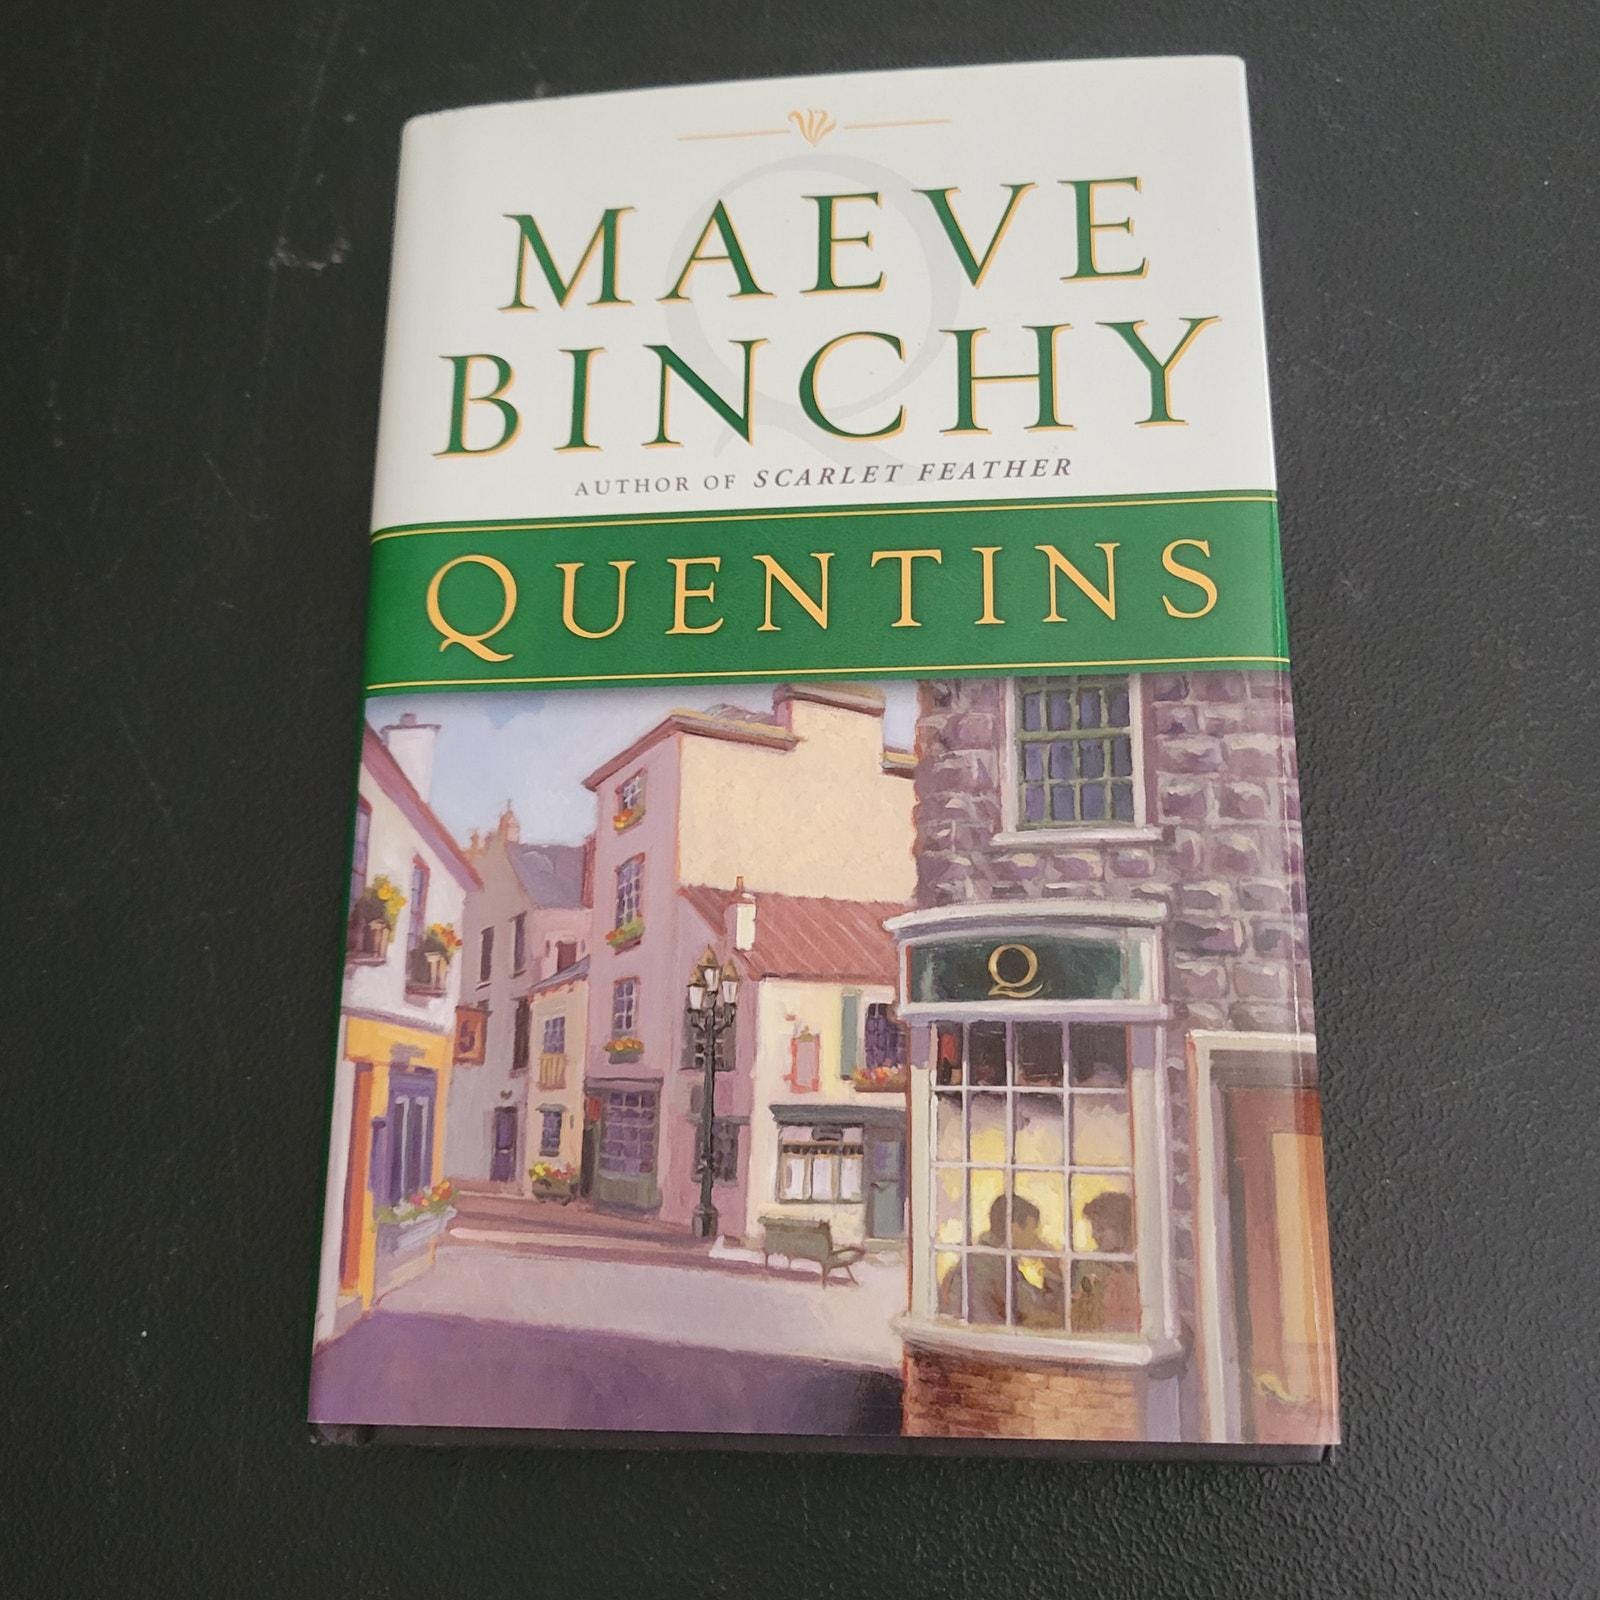 MAEVE
BINCHY
AUTHOR OF SCARLET FEATHER
QUENTINS
Q